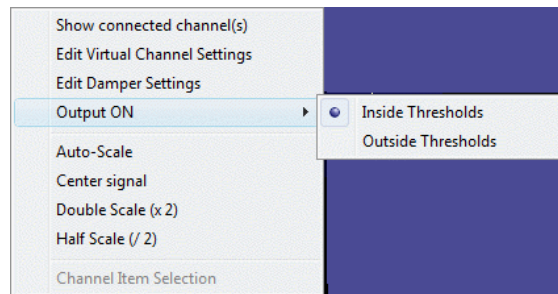 Show connected channel(s)
Edit Virtual Channel Settings
Edit Damper Settings
Output ON
Inside Thresholds
Outside Thresholds
Auto-Scale
Center signal
Double Scale (x 2)
Half Scale (/ 2)
Channel Item Selection